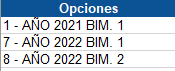 Opciones
1 - AÑO 2021 BIM. 1
7 - AÑO 2022 BIM. 1
8 - AÑO 2022 BIM. 2